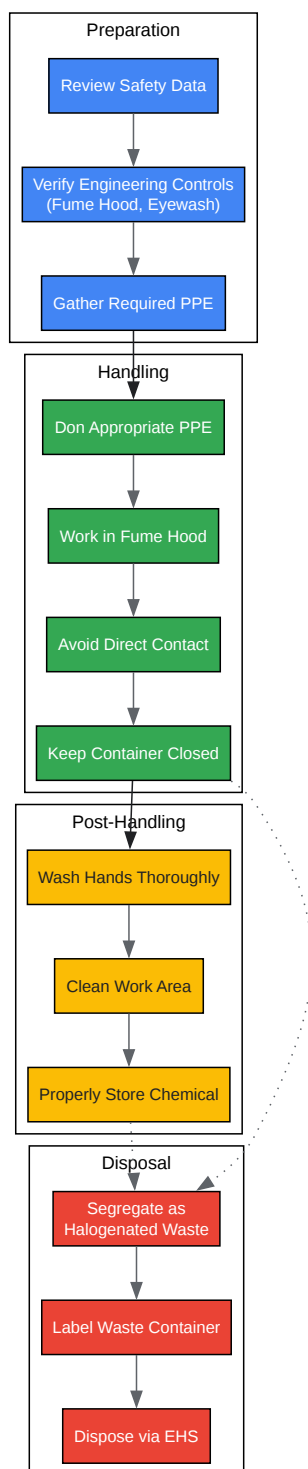 Preparation
Review Safety Data
Verify Engineering Controls
(Fume Hood, Eyewash)
Gather Required PPE
Handling
Don Appropriate PPE
Work in Fume Hood
Avoid Direct Contact
Keep Container Closed
Post-Handling
Wash Hands Thoroughly
Clean Work Area
Properly Store Chemical
Disposal
Segregate as
Halogenated Waste
Label Waste Container
Dispose via EHS